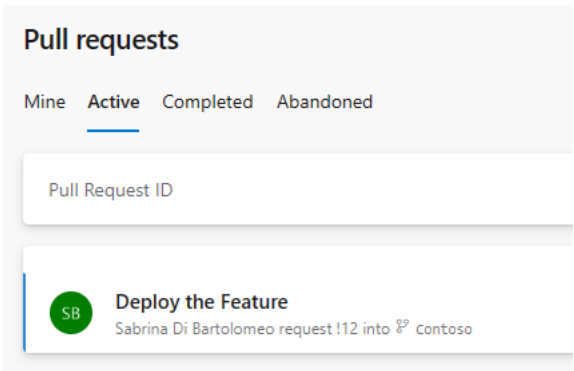 Pull requests
Mine Active Completed Abandoned
Pull Request ID
SB
Deploy the Feature
Sabrina Di Bartolomeo request !12 into contoso